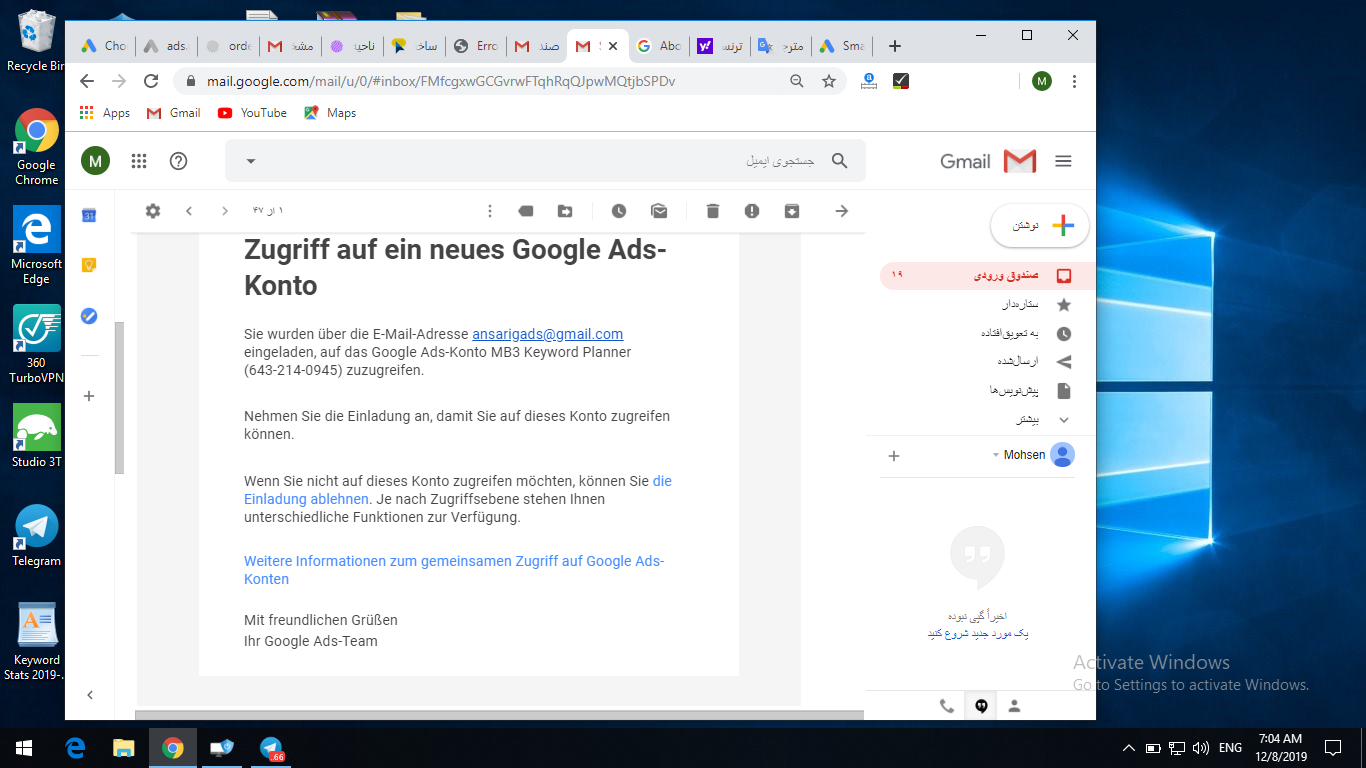 Recycle Bin
Google
Chrome
Microsoft
Edge
360
TurboVPN
Studio 3T
Telegram
Keyword
Stats 2019-...
Cho
ads.
orde
مشد
ناحیه
ساخ
Erro
صند
S
Abo
ترنس
مترج
Sma
mail.google.com/mail/u/0/#inbox/FMfcgxwGCGvrwFTqhRqQJpwMQtjbSPDv
M
Apps
Gmail
YouTube
Maps
M
جستجوی ایمیل
Gmail
31
۱ از ۴۷
Zugriff auf ein neues Google Ads-
Konto
Sie wurden über die E-Mail-Adresse ansarigads@gmail.com
eingeladen, auf das Google Ads-Konto MB3 Keyword Planner
(643-214-0945) zuzugreifen.
Nehmen Sie die Einladung an, damit Sie auf dieses Konto zugreifen
können.
Wenn Sie nicht auf dieses Konto zugreifen möchten, können Sie die
Einladung ablehnen. Je nach Zugriffsebene stehen Ihnen
unterschiedliche Funktionen zur Verfügung.
Weitere Informationen zum gemeinsamen Zugriff auf Google Ads-
Konten
Mit freundlichen Grüßen
Ihr Google Ads-Team
نوشتن
صندوق ورودی ۱۹
ستاره‌دار
به تعویق‌افتاده
ارسال‌شده
پیش‌نویس‌ها
بیشتر
Mohsen
اخیراً گپی نبوده
یک مورد جدید شروع کنید
Activate Windows
Go to Settings to activate Windows.
.66
ENG
7:04 AM
12/8/2019